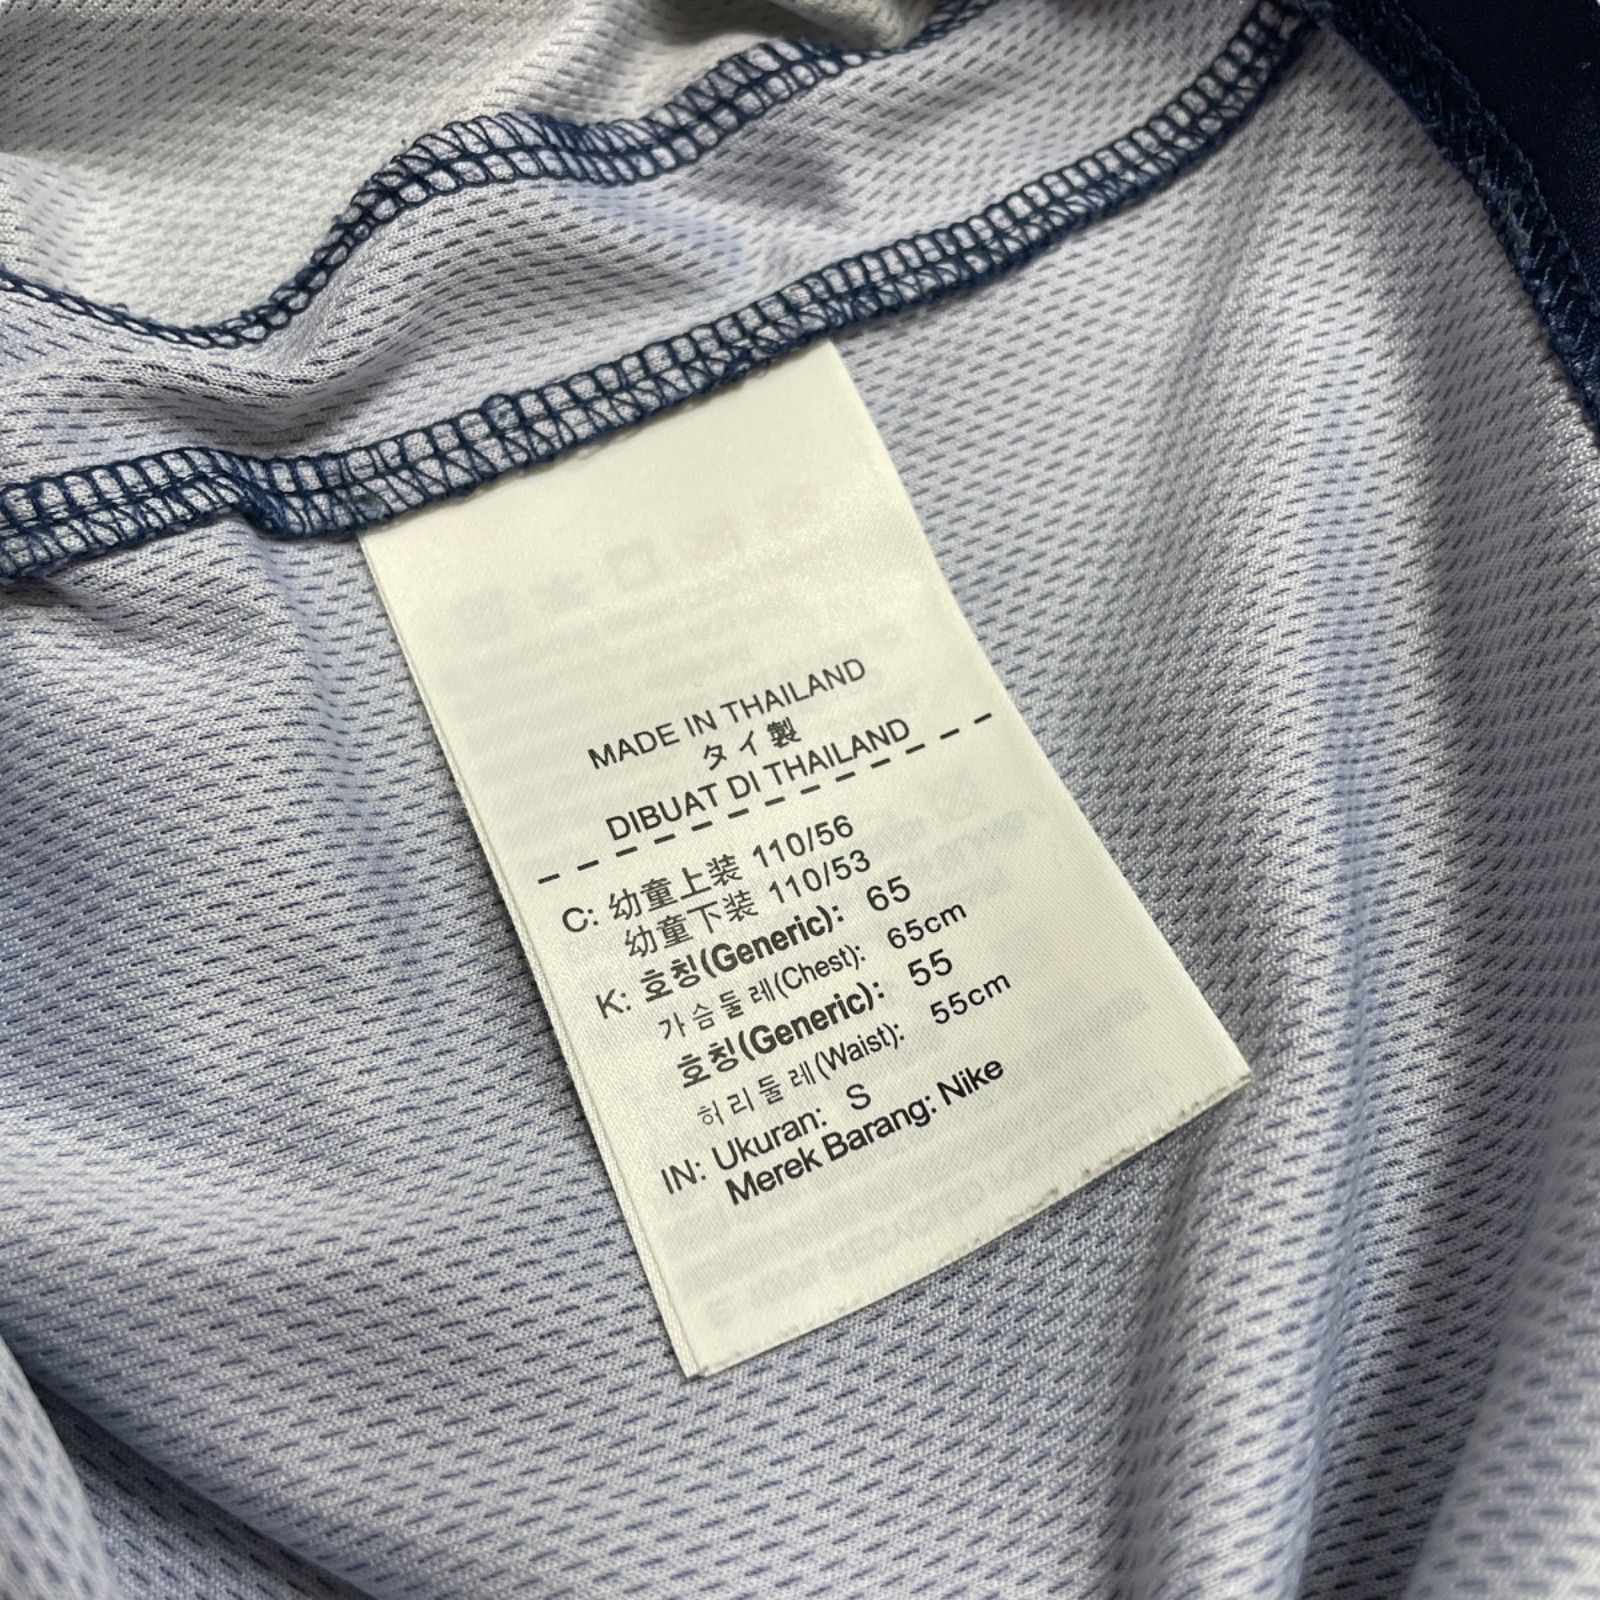 MADE IN THAILAND
タイ製
DIBUAT DI THAILAND
C: 幼童上装 110/56
幼童下装 110/53
K: 호칭(Generic): 65
가슴둘레(Chest): 65cm
호칭(Generic): 55
허리둘레(Waist): 55cm
IN: Ukuran: S
Merek Barang: Nike